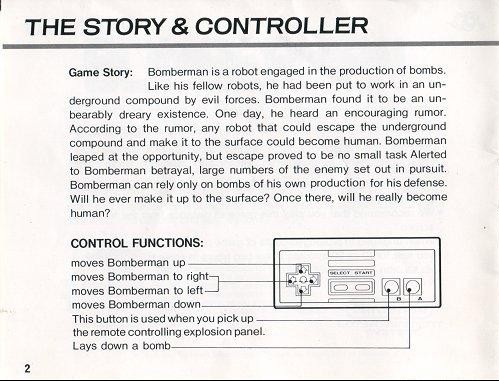 THE STORY & CONTROLLER
Game Story: Bomberman is a robot engaged in the production of bombs.
Like his fellow robots, he had been put to work in an un-
derground compound by evil forces. Bomberman found it to be an un-
bearably dreary existence. One day, he heard an encouraging rumor.
According to the rumor, any robot that could escape the underground
compound and make it to the surface could become human. Bomberman
leaped at the opportunity, but escape proved to be no small task Alerted
to Bomberman betrayal, large numbers of the enemy set out in pursuit.
Bomberman can rely only on bombs of his own production for his defense.
Will he ever make it up to the surface? Once there, will he really become
human?
CONTROL FUNCTIONS:
moves Bomberman up
moves Bomberman to right
moves Bomberman to left
moves Bomberman down
This button is used when you pick up
the remote controlling explosion panel.
Lays down a bomb
SELECT START
B A
2